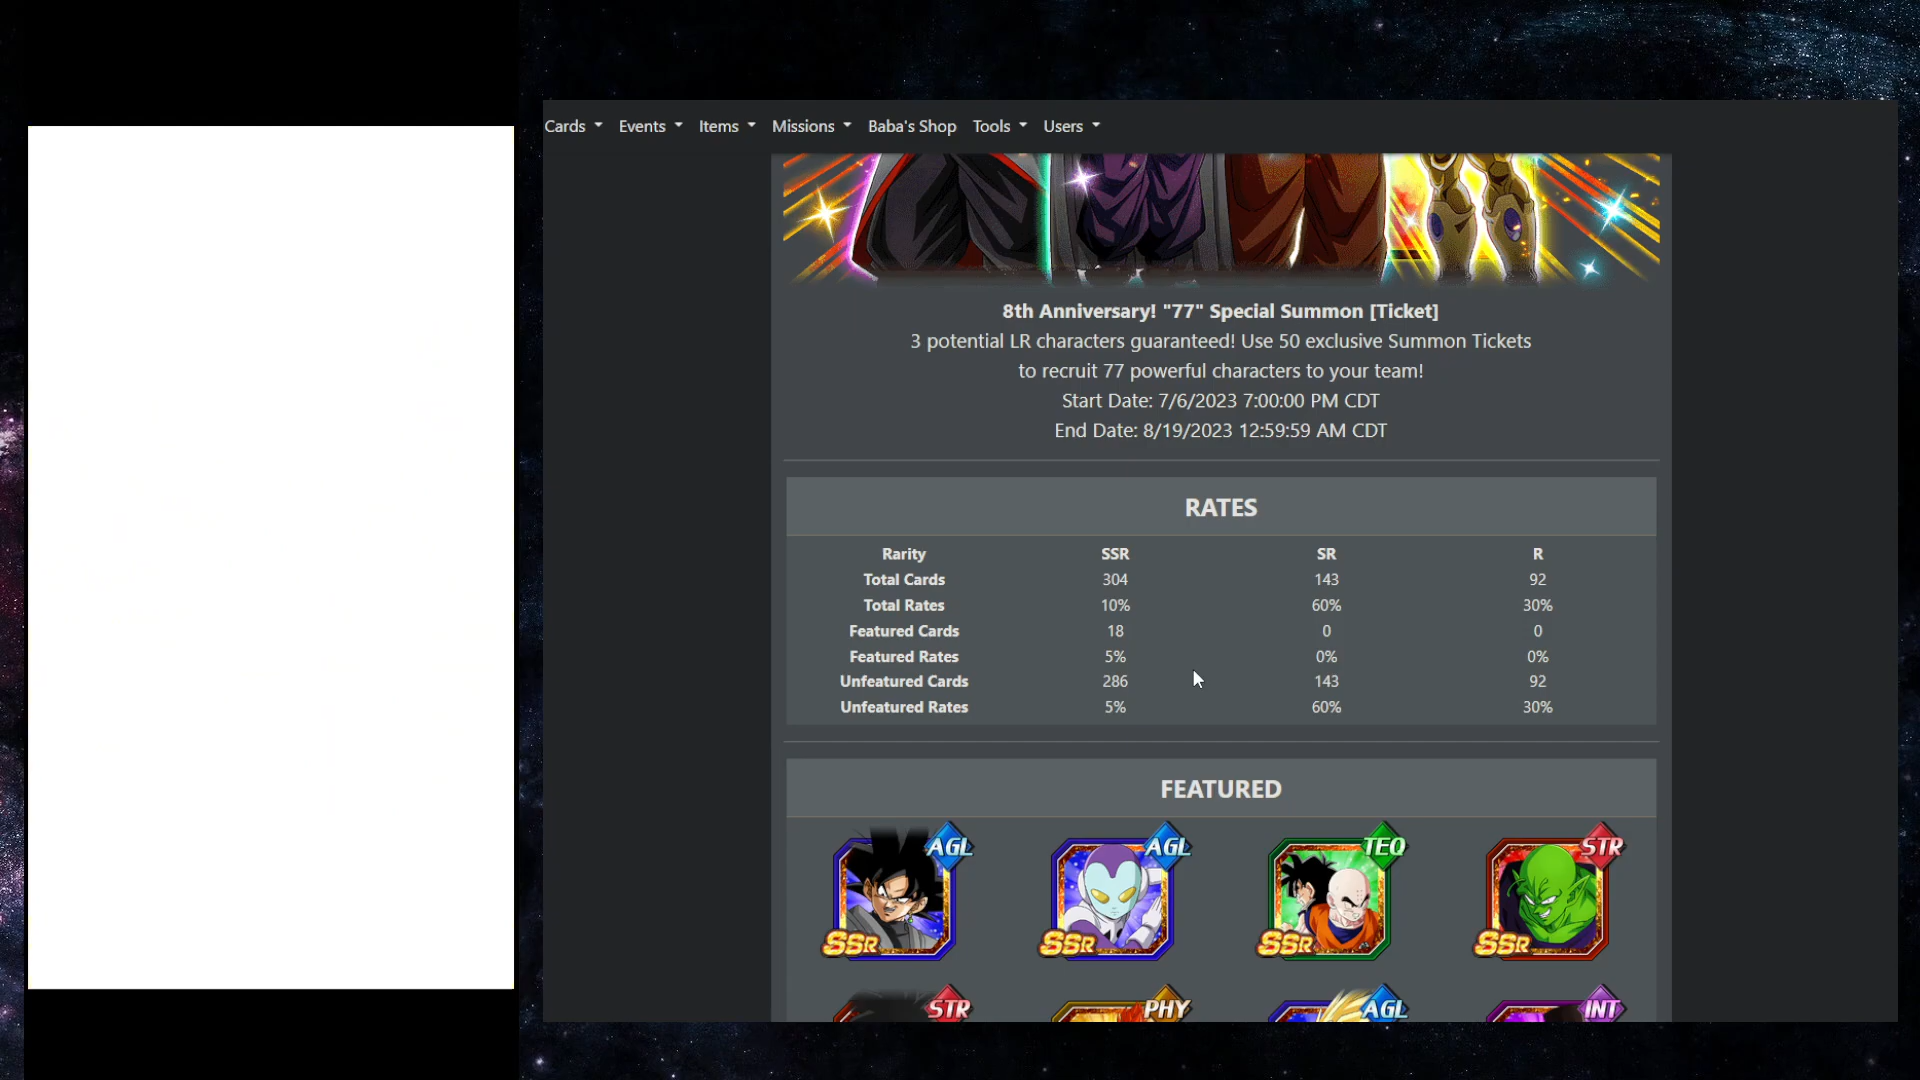 Cards Events Items Missions Baba's Shop Tools Users
8th Anniversary! "77" Special Summon [Ticket]
3 potential LR characters guaranteed! Use 50 exclusive Summon Tickets
to recruit 77 powerful characters to your team!
Start Date: 7/6/2023 7:00:00 PM CDT
End Date: 8/19/2023 12:59:59 AM CDT
RATES
Rarity SSR SR R
Total Cards 304 143 92
Total Rates 10% 60% 30%
Featured Cards 18 0 0
Featured Rates 5% 0% 0%
Unfeatured Cards 286 143 92
Unfeatured Rates 5% 60% 30%
FEATURED
AGL AGL TEQ STR
SSR SSR SSR SSR
STR PHY AGL INT